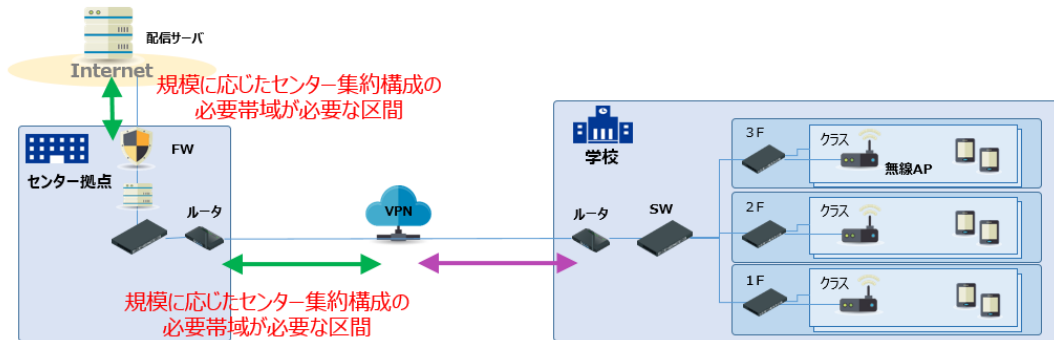 配信サーバ
Internet
規模に応じたセンター集約構成の
必要帯域が必要な区間
FW
センター拠点
ルータ
VPN
規模に応じたセンター集約構成の
必要帯域が必要な区間
学校
ルータ
SW
3F
クラス
無線AP
2F
クラス
1F
クラス